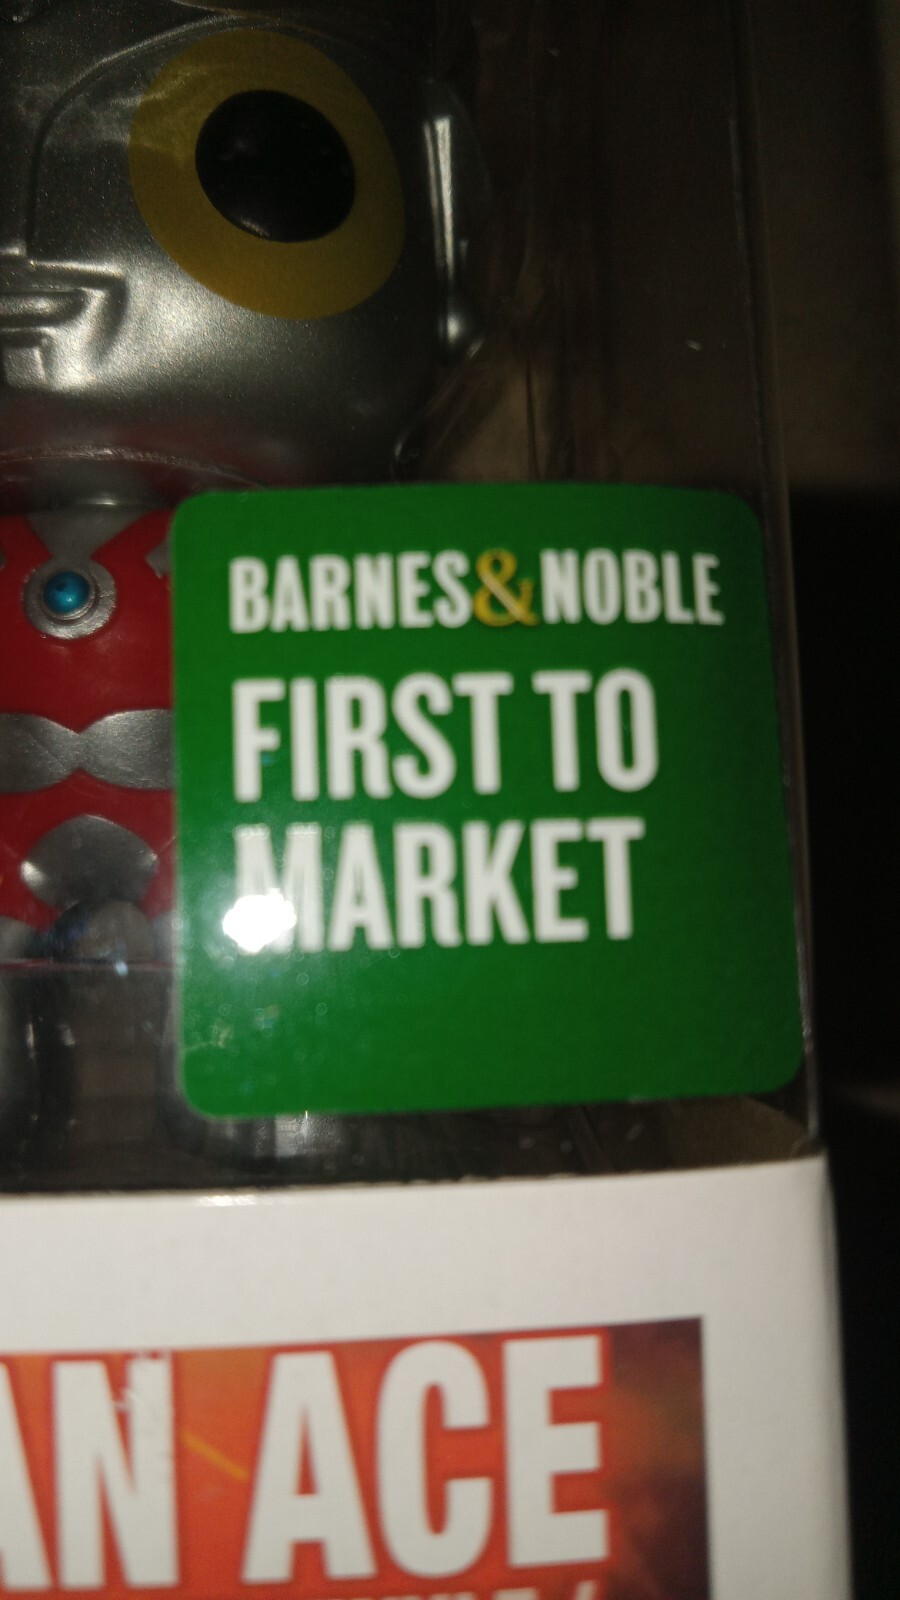 BARNES&NOBLE
FIRST TO
MARKET
AN ACE